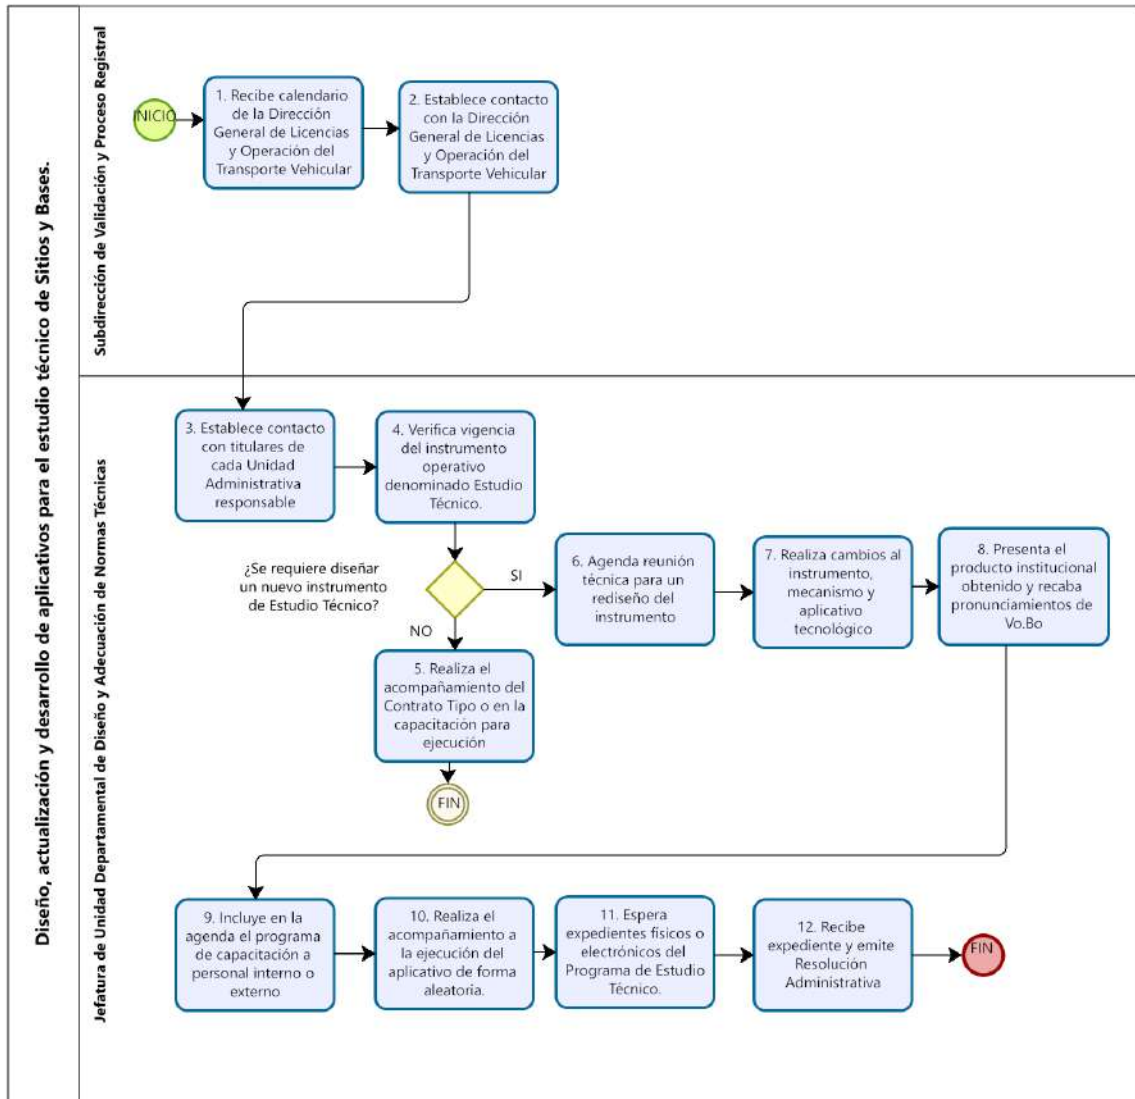 Diseño, actualización y desarrollo de aplicativos para el estudio técnico de Sitios y Bases.
Subdirección de Validación y Proceso Registral
INICIO
1. Recibe calendario
de la Dirección
General de Licencias
y Operación del
Transporte Vehicular
2. Establece contacto
con la Dirección
General de Licencias
y Operación del
Transporte Vehicular
Jefatura de Unidad Departamental de Diseño y Adecuación de Normas Técnicas
3. Establece contacto
con titulares de
cada Unidad
Administrativa
responsable
4. Verifica vigencia
del instrumento
operativo
denominado Estudio
Técnico.
¿Se requiere diseñar
un nuevo instrumento
de Estudio Técnico?
SI
NO
5. Realiza el
acompañamiento del
Contrato Tipo o en la
capacitación para
ejecución
FIN
6. Agenda reunión
técnica para un
rediseño del
instrumento
7. Realiza cambios al
instrumento,
mecanismo y
aplicativo
tecnológico
8. Presenta el
producto institucional
obtenido y recaba
pronunciamientos de
Vo.Bo
9. Incluye en la
agenda el programa
de capacitación a
personal interno o
externo
10. Realiza el
acompañamiento a
la ejecución del
aplicativo de forma
aleatoria.
11. Espera
expedientes físicos o
electrónicos del
Programa de Estudio
Técnico.
12. Recibe
expediente y emite
Resolución
Administrativa
FIN